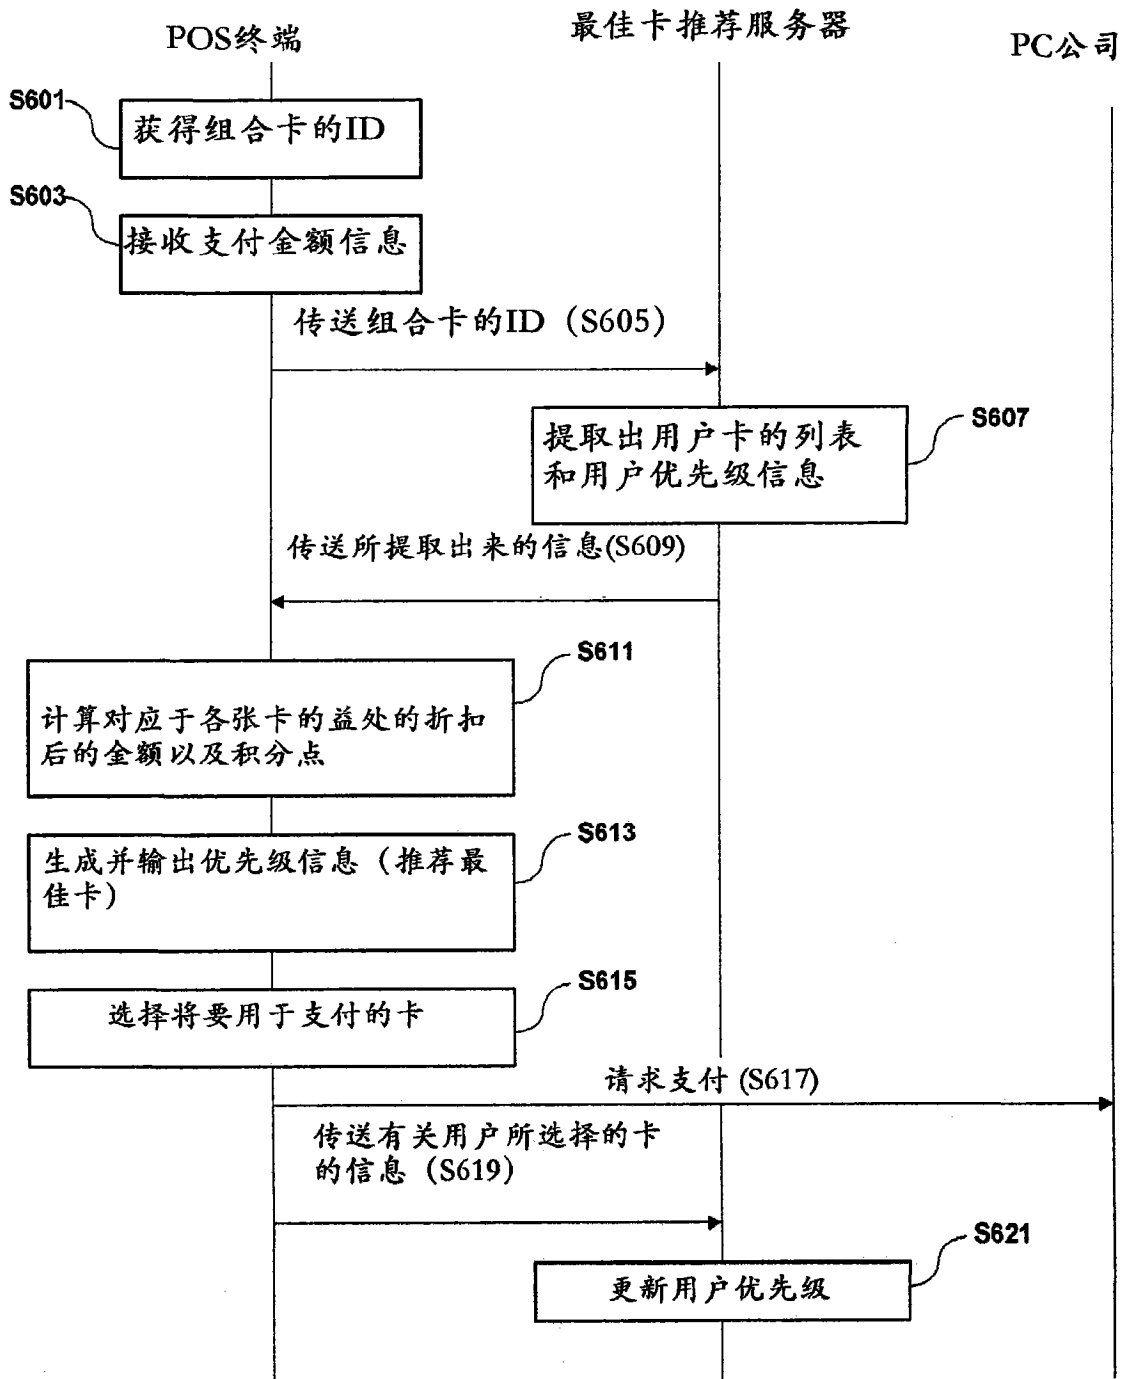 POS终端
最佳卡推荐服务器
PC公司
S601
获得组合卡的ID
S603
接收支付金额信息
传送组合卡的ID（S605）
S607
提取出用户卡的列表
和用户优先级信息
传送所提取出来的信息(S609)
S611
计算对应于各张卡的益处的折扣
后的金额以及积分点
S613
生成并输出优先级信息（推荐最
佳卡）
S615
选择将要用于支付的卡
请求支付 (S617)
传送有关用户所选择的卡
的信息（S619）
S621
更新用户优先级